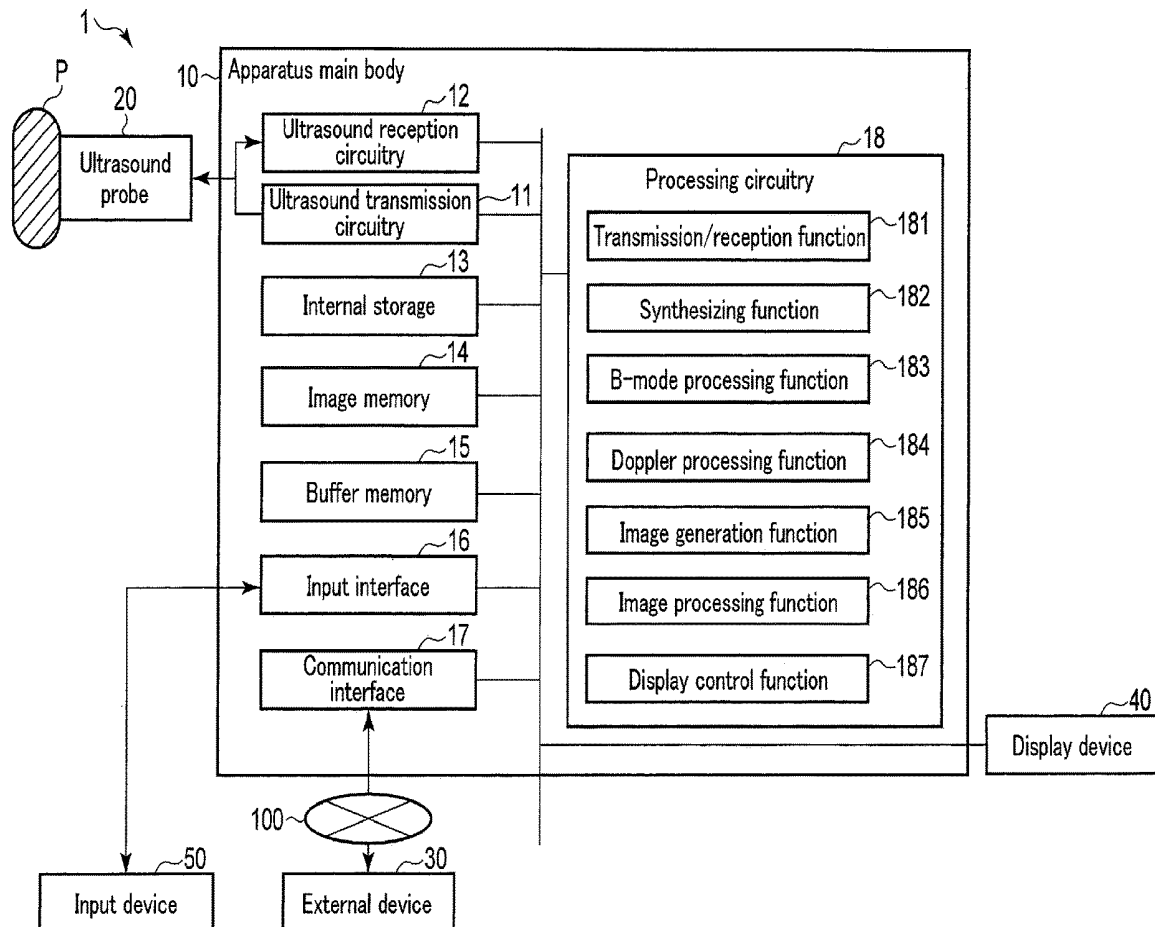 1
P
20
Ultrasound
probe
10
Apparatus main body
12
Ultrasound reception
circuitry
11
Ultrasound transmission
circuitry
13
Internal storage
14
Image memory
15
Buffer memory
16
Input interface
17
Communication
interface
18
Processing circuitry
181
Transmission/reception function
182
Synthesizing function
183
B-mode processing function
184
Doppler processing function
185
Image generation function
186
Image processing function
187
Display control function
40
Display device
100
50
Input device
30
External device